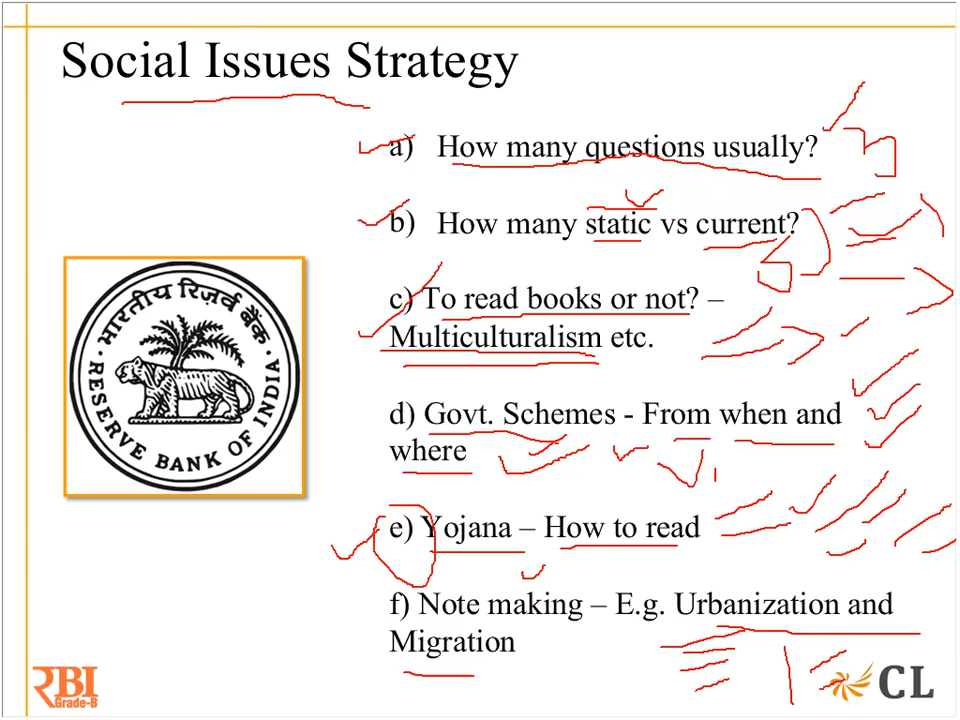 Social Issues Strategy
a) How many questions usually?
b) How many static vs current?
c) To read books or not? –
Multiculturalism etc.
d) Govt. Schemes - From when and
where
e) Yojana – How to read
f) Note making – E.g. Urbanization and
Migration
भारतीय रिज़र्व बैंक
RESERVE BANK OF INDIA
RBI
Grade-B
CL